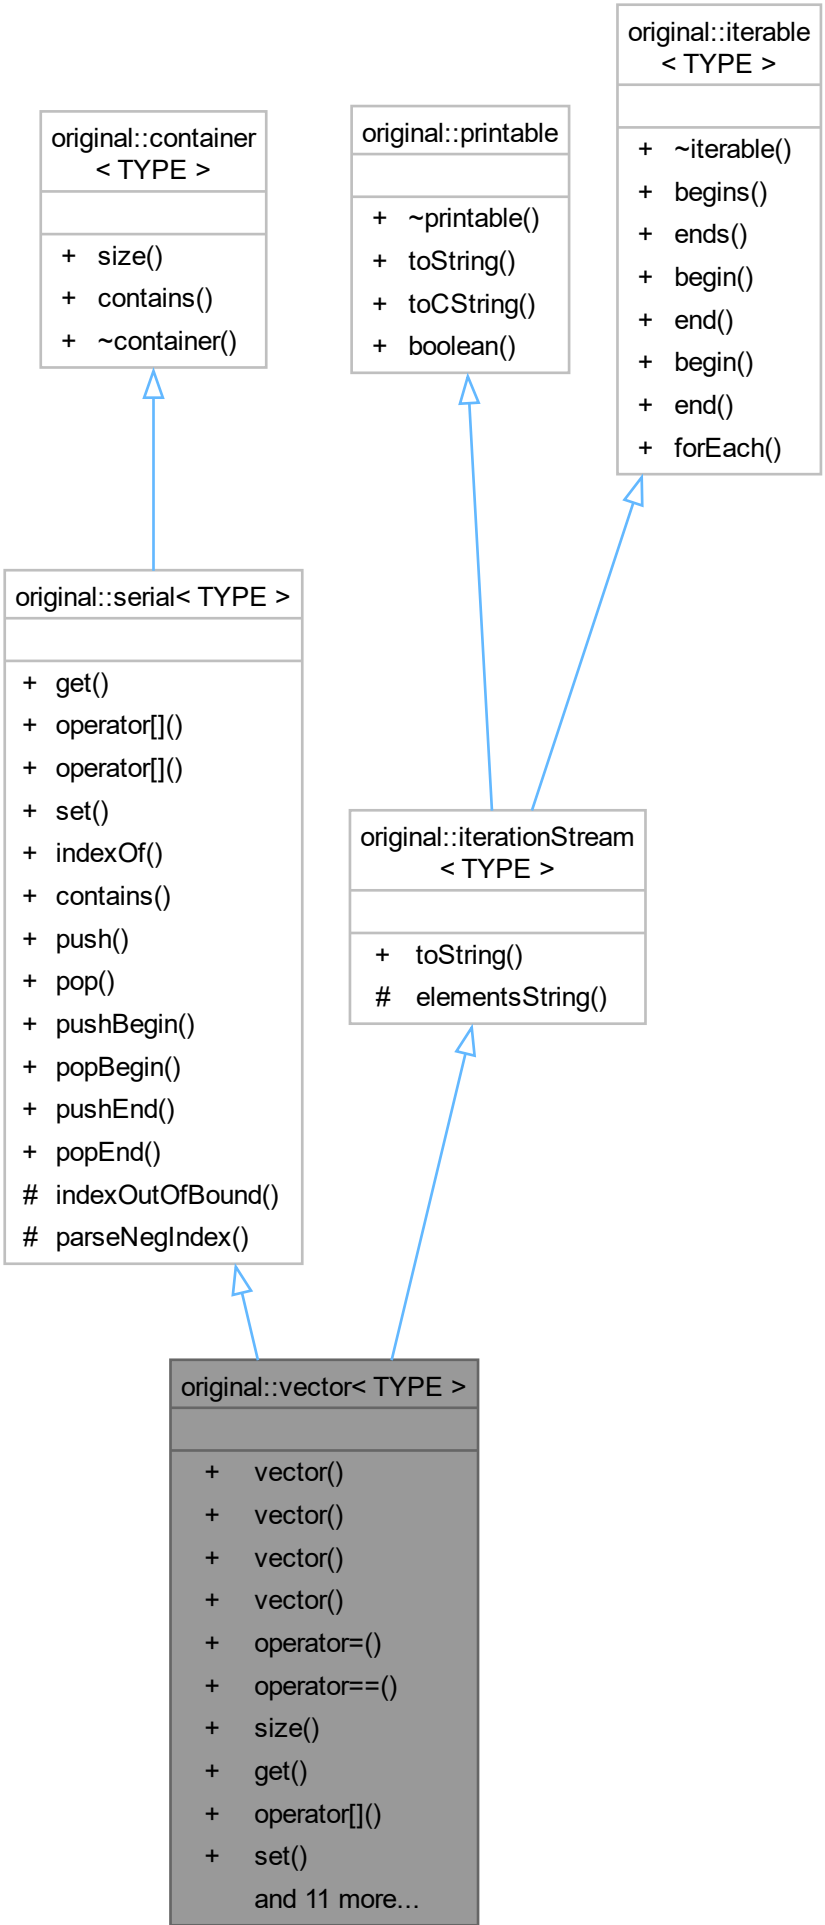 original::iterable
< TYPE >
+ ~iterable()
+ begins()
+ ends()
+ begin()
+ end()
+ begin()
+ end()
+ forEach()
original::container
< TYPE >
+ size()
+ contains()
+ ~container()
original::printable
+ ~printable()
+ toString()
+ toCString()
+ boolean()
original::serial< TYPE >
+ get()
+ operator[]()
+ operator[]()
+ set()
+ indexOf()
+ contains()
+ push()
+ pop()
+ pushBegin()
+ popBegin()
+ pushEnd()
+ popEnd()
# indexOutOfBound()
# parseNegIndex()
original::iterationStream
< TYPE >
+ toString()
# elementsString()
original::vector< TYPE >
+ vector()
+ vector()
+ vector()
+ vector()
+ operator=()
+ operator==()
+ size()
+ get()
+ operator[]()
+ set()
and 11 more...